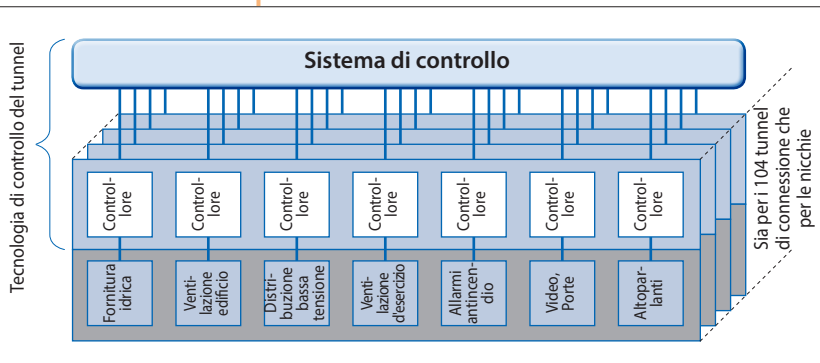 Sistema di controllo
Tecnologia di controllo del tunnel
Control-
lore
Control-
lore
Control-
lore
Control-
lore
Control-
lore
Control-
lore
Control-
lore
Fornitura
idrica
Venti-
lazione
edificio
Distri-
buzione
bassa
tensione
Venti-
lazione
d'esercizio
Allarmi
antincen-
dio
Video,
Porte
Altopar-
lanti
Sia per i 104 tunnel
di connessione che
per le nicchie